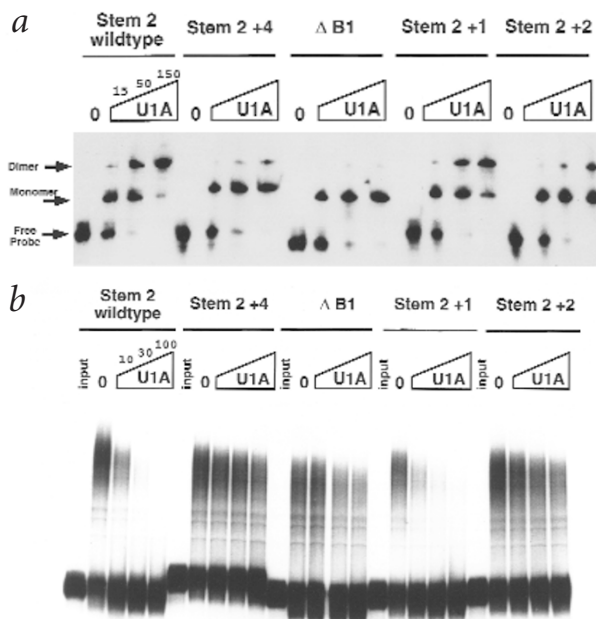 a
Stem 2 wildtype
Stem 2 +4
Δ B1
Stem 2 +1
Stem 2 +2
0 15 50 150 U1A
0 U1A
0 U1A
0 U1A
0 U1A
Dimer
Monomer
Free Probe
b
Stem 2 wildtype
Stem 2 +4
Δ B1
Stem 2 +1
Stem 2 +2
input 0 10 30 100 U1A
input 0 U1A
input 0 U1A
input 0 U1A
input 0 U1A